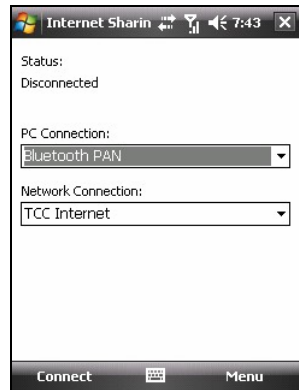 Internet Sharin 7:43
Status:
Disconnected
PC Connection:
Bluetooth PAN
Network Connection:
TCC Internet
Connect Menu